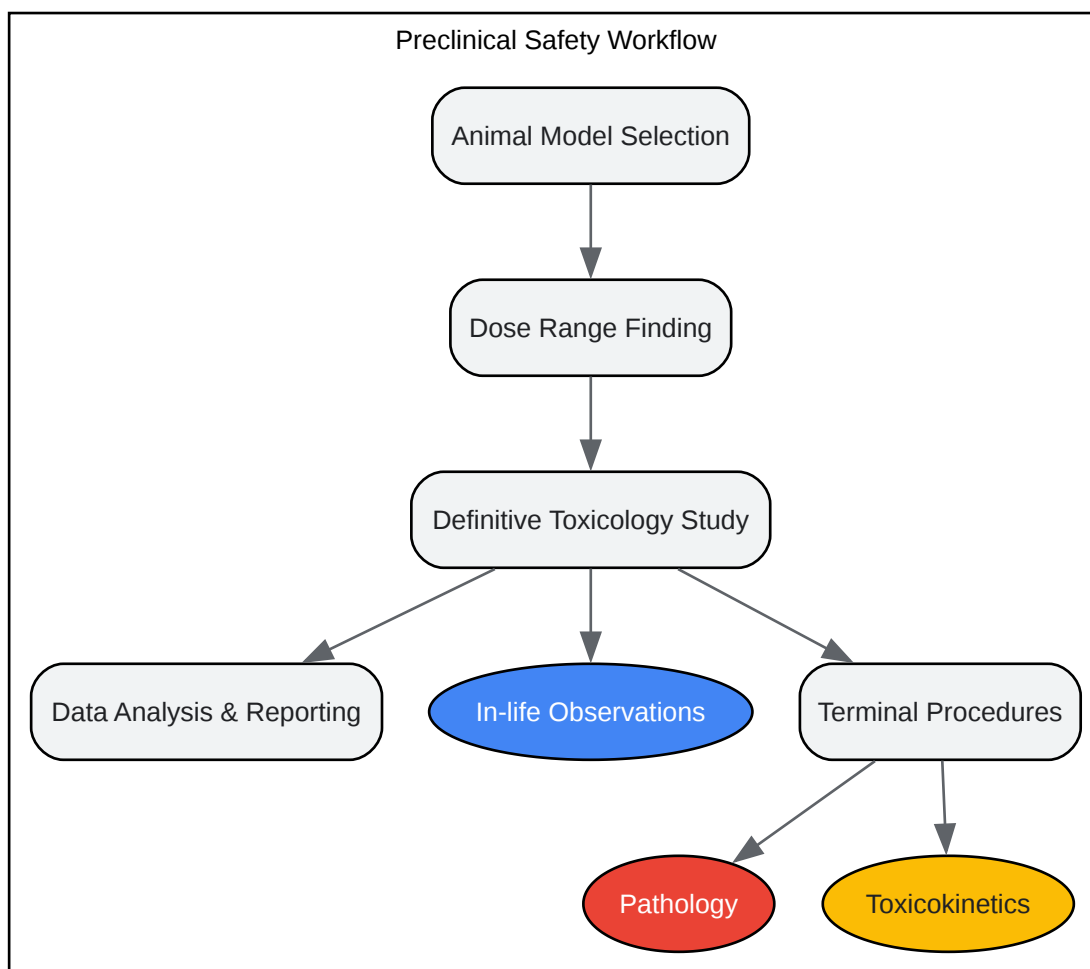 Preclinical Safety Workflow
Animal Model Selection
Dose Range Finding
Definitive Toxicology Study
Data Analysis & Reporting
In-life Observations
Terminal Procedures
Pathology
Toxicokinetics